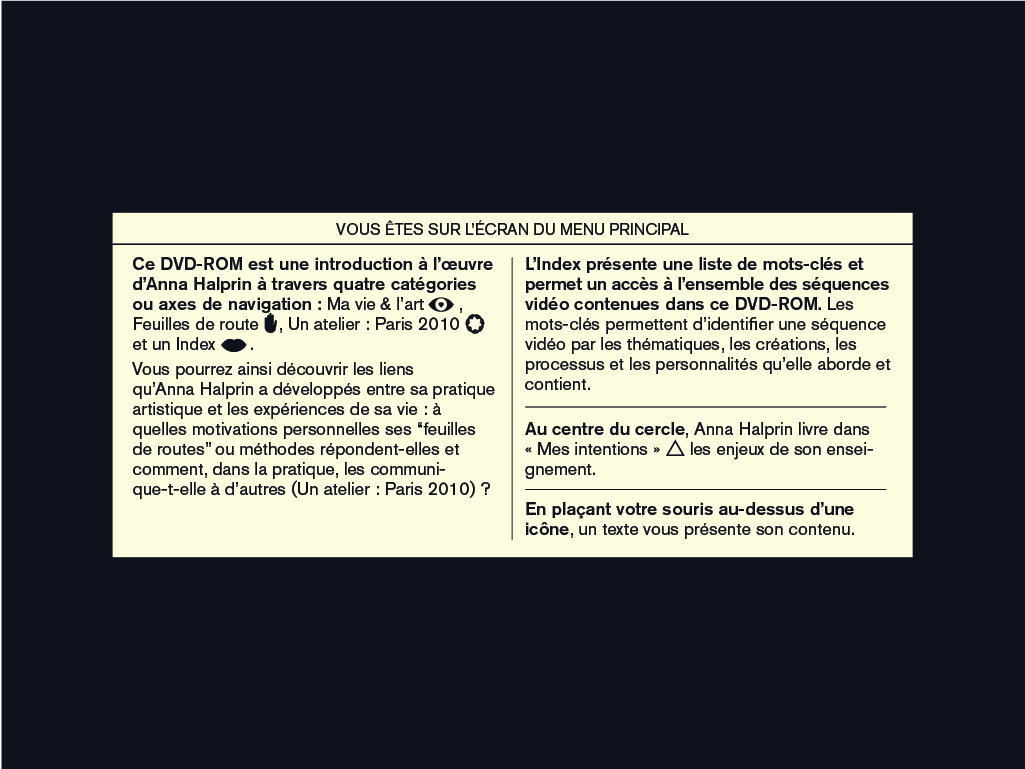 VOUS ÊTES SUR L'ÉCRAN DU MENU PRINCIPAL
Ce DVD-ROM est une introduction à l'œuvre
d'Anna Halprin à travers quatre catégories
ou axes de navigation : Ma vie & l'art ,
Feuilles de route , Un atelier : Paris 2010
et un Index .
Vous pourrez ainsi découvrir les liens
qu'Anna Halprin a développés entre sa pratique
artistique et les expériences de sa vie : à
quelles motivations personnelles ses "feuilles
de routes" ou méthodes répondent-elles et
comment, dans la pratique, les communi-
que-t-elle à d'autres (Un atelier : Paris 2010) ?
L'Index présente une liste de mots-clés et
permet un accès à l'ensemble des séquences
vidéo contenues dans ce DVD-ROM. Les
mots-clés permettent d'identifier une séquence
vidéo par les thématiques, les créations, les
processus et les personnalités qu'elle aborde et
contient.
Au centre du cercle, Anna Halprin livre dans
« Mes intentions » △ les enjeux de son ensei-
gnement.
En plaçant votre souris au-dessus d'une
icône, un texte vous présente son contenu.